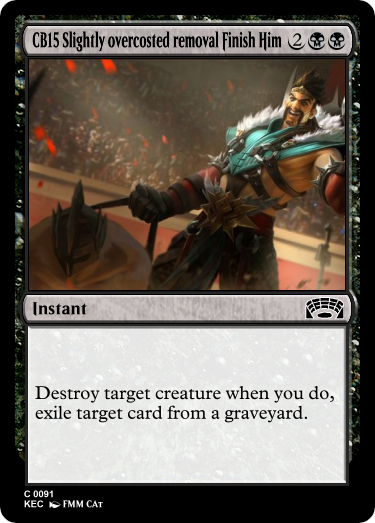 CB15 Slightly overcosted removal Finish Him 2
Instant
Destroy target creature when you do,
exile target card from a graveyard.
C 0091
KEC FMM CAt